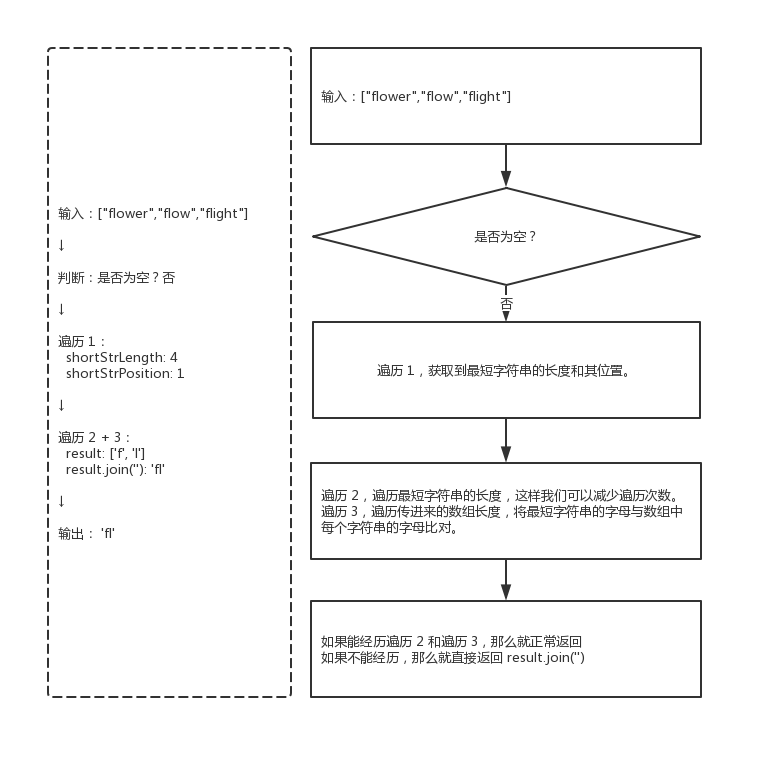 输入：["flower","flow","flight"]
↓
判断：是否为空？否
↓
遍历 1：
shortStrLength: 4
shortStrPosition: 1
↓
遍历 2 + 3：
result: ['f', 'l']
result.join(''): 'fl'
↓
输出： 'fl'
输入：["flower","flow","flight"]
是否为空？
否
遍历 1，获取到最短字符串的长度和其位置。
遍历 2，遍历最短字符串的长度，这样我们可以减少遍历次数。
遍历 3，遍历传进来的数组长度，将最短字符串的字母与数组中
每个字符串的字母比对。
如果能经历遍历 2 和遍历 3，那么就正常返回
如果不能经历，那么就直接返回 result.join('')